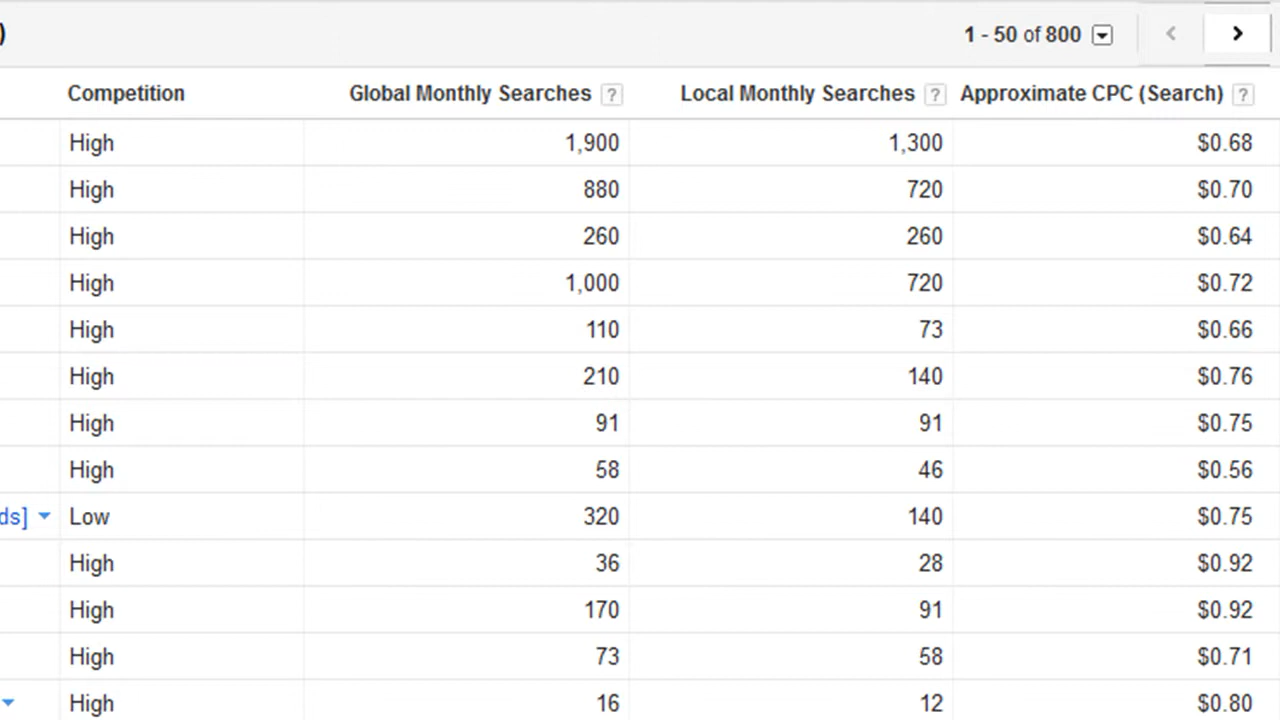 ) 1 - 50 of 800
Competition Global Monthly Searches ? Local Monthly Searches ? Approximate CPC (Search) ?
High 1,900 1,300 $0.68
High 880 720 $0.70
High 260 260 $0.64
High 1,000 720 $0.72
High 110 73 $0.66
High 210 140 $0.76
High 91 91 $0.75
High 58 46 $0.56
ds] Low 320 140 $0.75
High 36 28 $0.92
High 170 91 $0.92
High 73 58 $0.71
High 16 12 $0.80